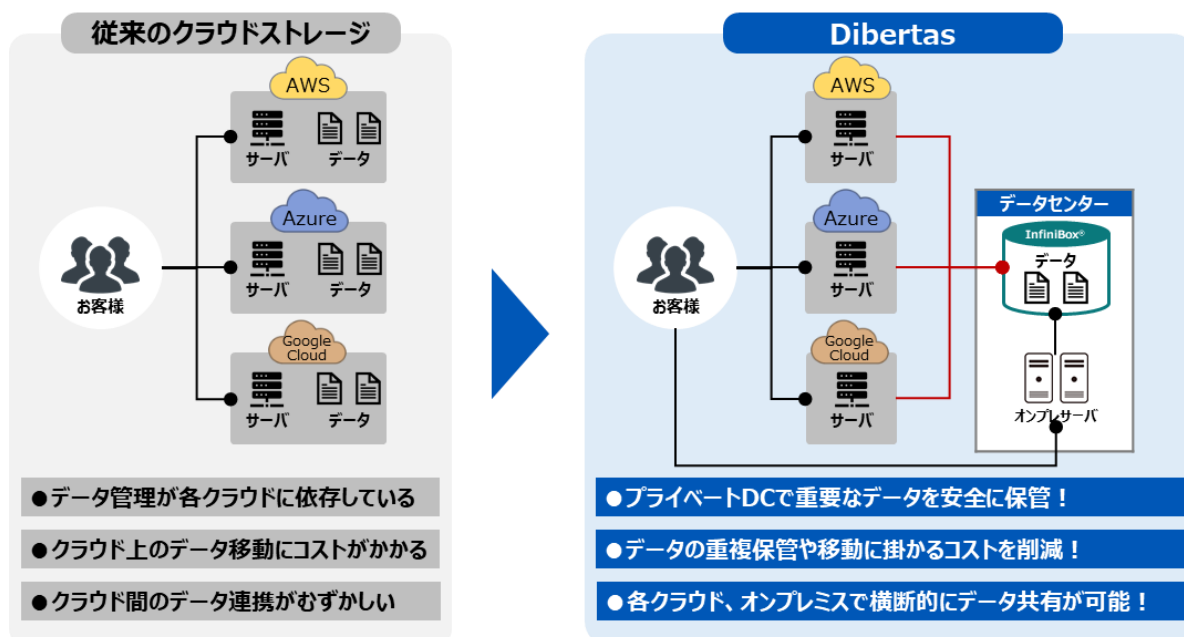 従来のクラウドストレージ
AWS
サーバ
データ
Azure
サーバ
データ
お客様
Google
Cloud
サーバ
データ
●データ管理が各クラウドに依存している
●クラウド上のデータ移動にコストがかかる
●クラウド間のデータ連携がむずかしい
Dibertas
AWS
サーバ
Azure
サーバ
お客様
Google
Cloud
サーバ
データセンター
InfiniBox®
データ
オンプレサーバ
●プライベートDCで重要なデータを安全に保管！
●データの重複保管や移動に掛かるコストを削減！
●各クラウド、オンプレミスで横断的にデータ共有が可能！